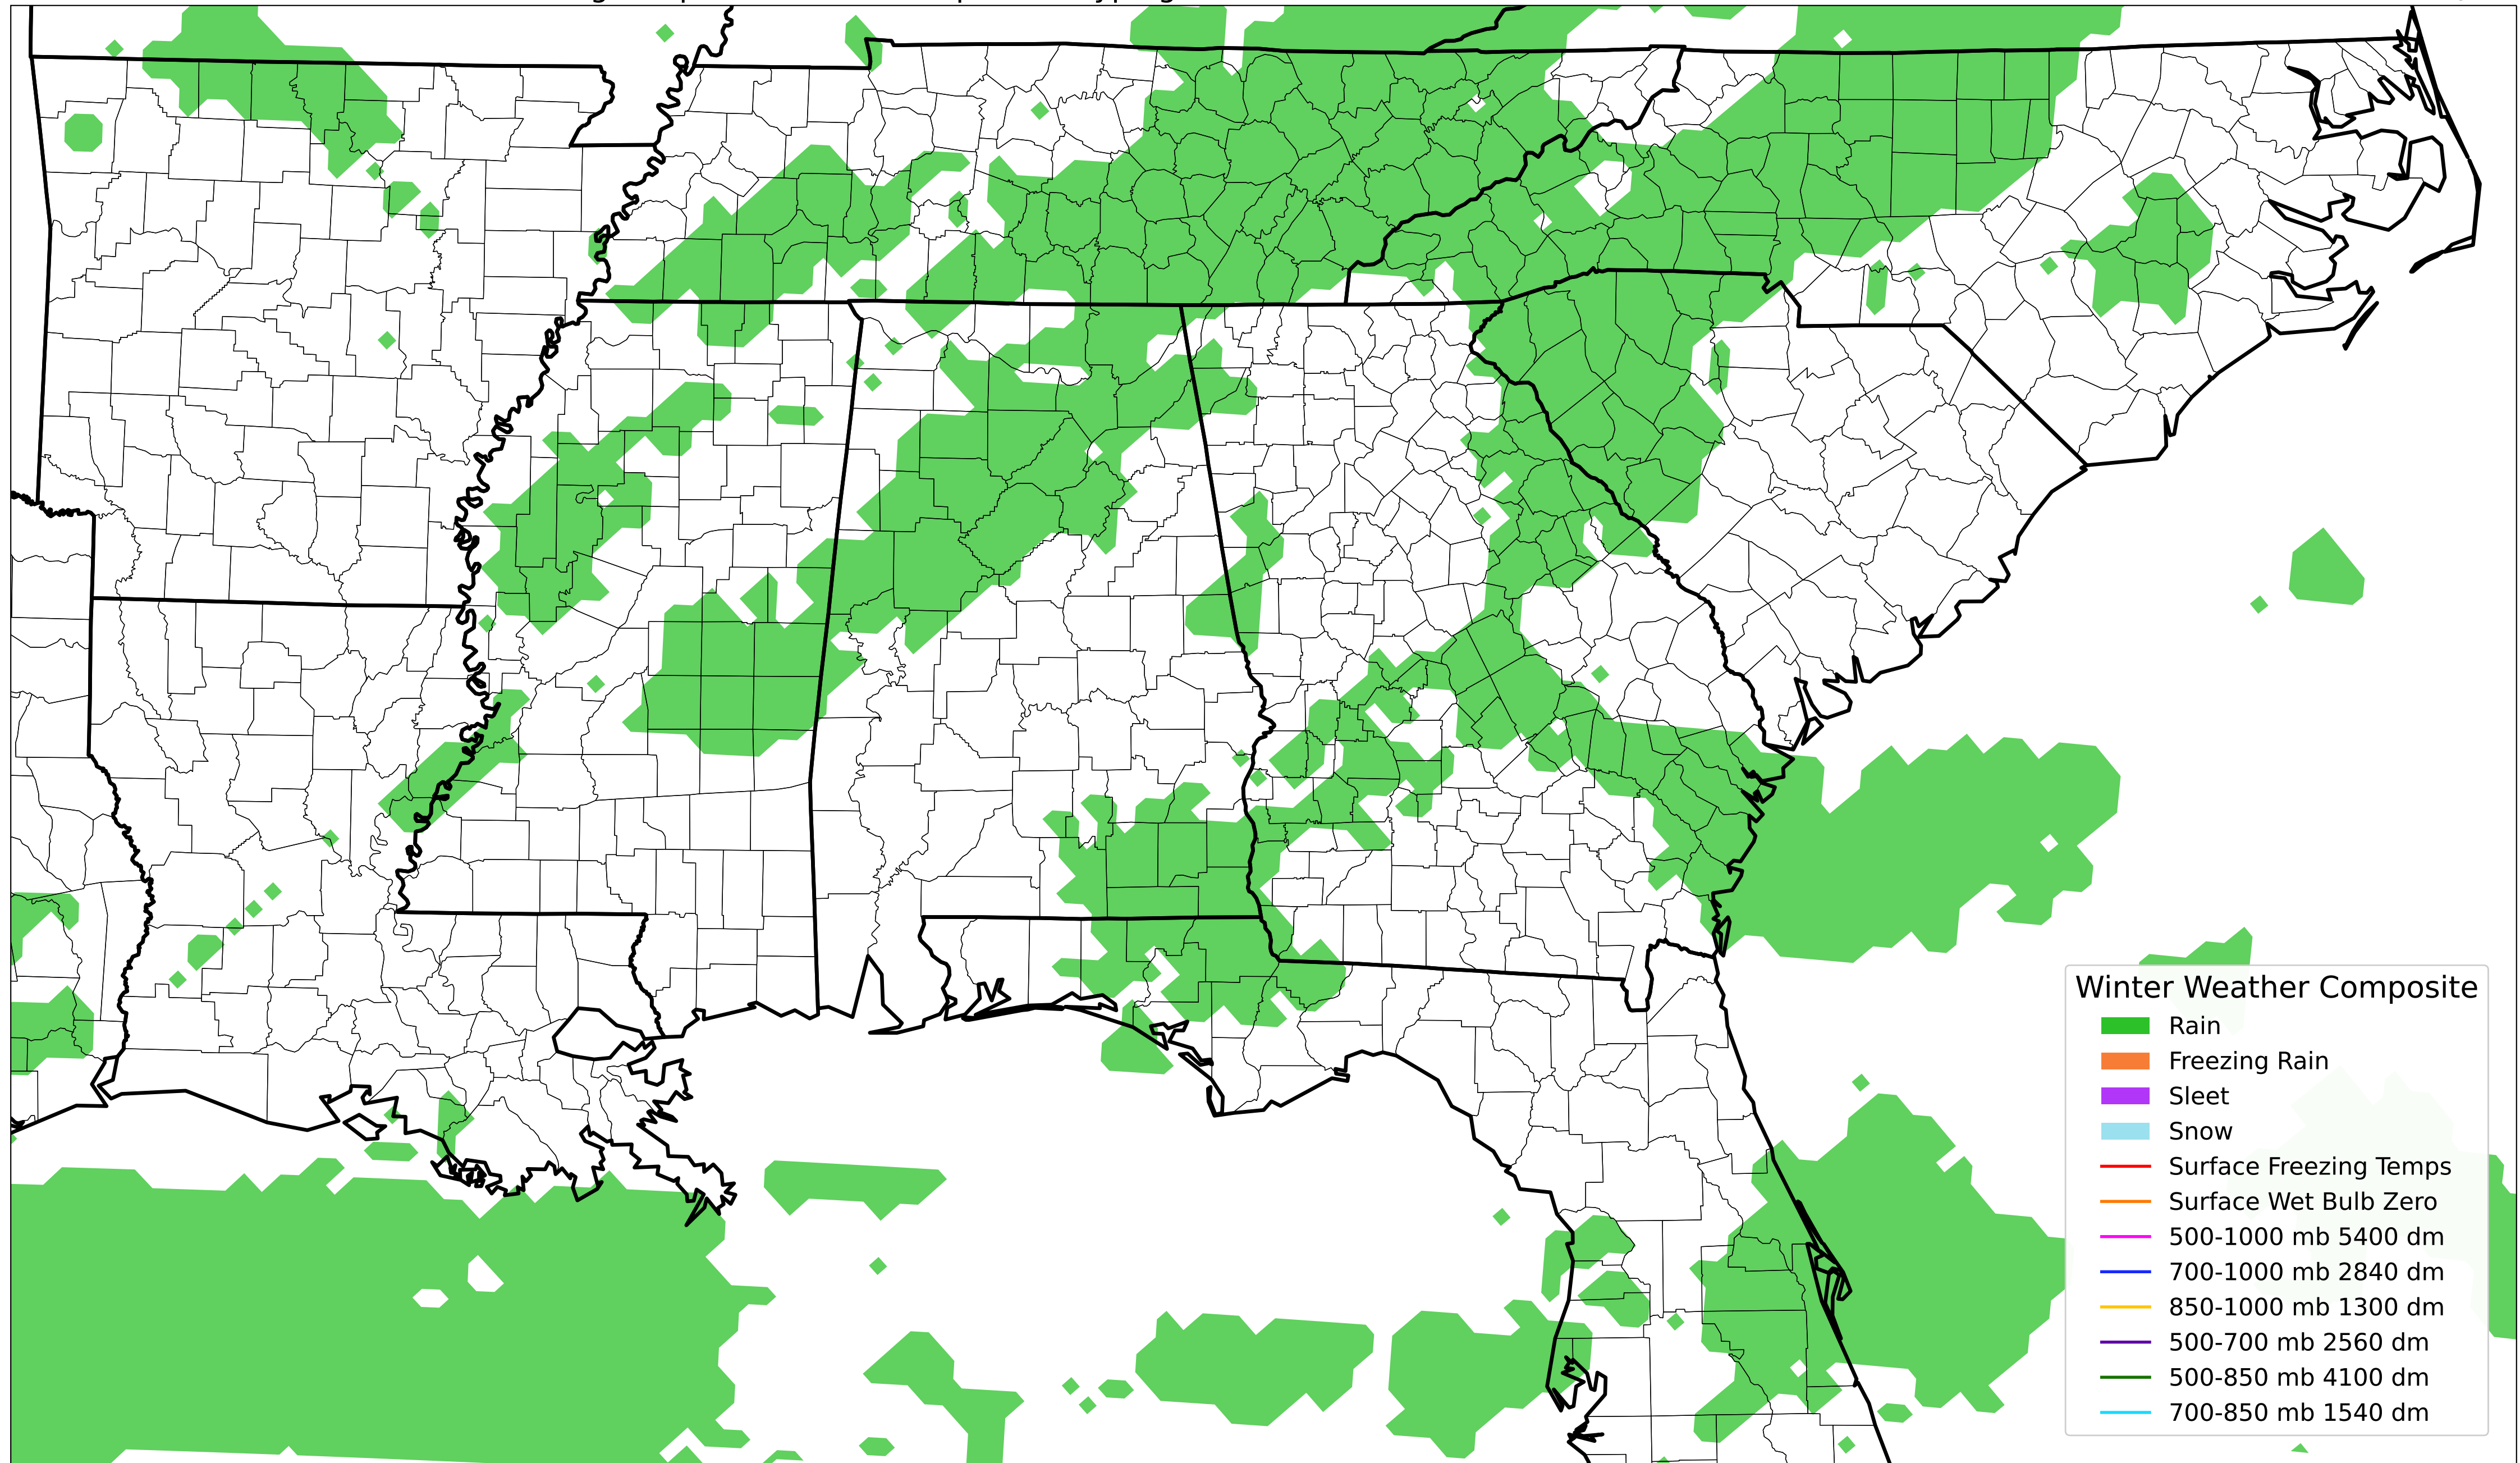 Winter Weather Composite
Rain
Freezing Rain
Sleet
Snow
Surface Freezing Temps
Surface Wet Bulb Zero
500-1000 mb 5400 dm
700-1000 mb 2840 dm
850-1000 mb 1300 dm
500-700 mb 2560 dm
500-850 mb 4100 dm
700-850 mb 1540 dm